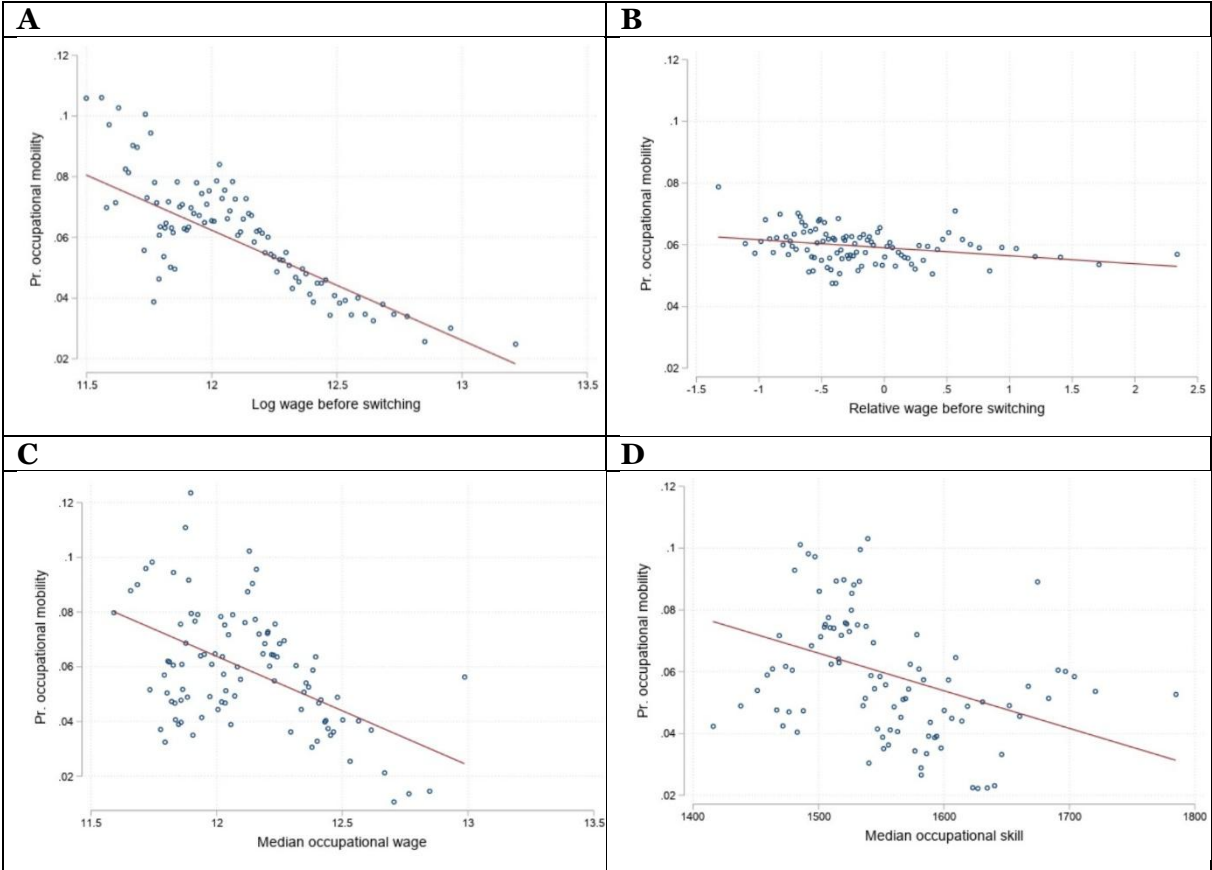 A
.12
.1
.08
.06
.04
.02
Pr. occupational mobility
11.5 12 12.5 13 13.5
Log wage before switching
B
.12
.1
.08
.06
.04
.02
Pr. occupational mobility
-1.5 -1 -.5 0 .5 1 1.5 2 2.5
Relative wage before switching
C
.12
.1
.08
.06
.04
.02
Pr. occupational mobility
11.5 12 12.5 13 13.5
Median occupational wage
D
.12
.1
.08
.06
.04
.02
Pr. occupational mobility
1400 1500 1600 1700 1800
Median occupational skill